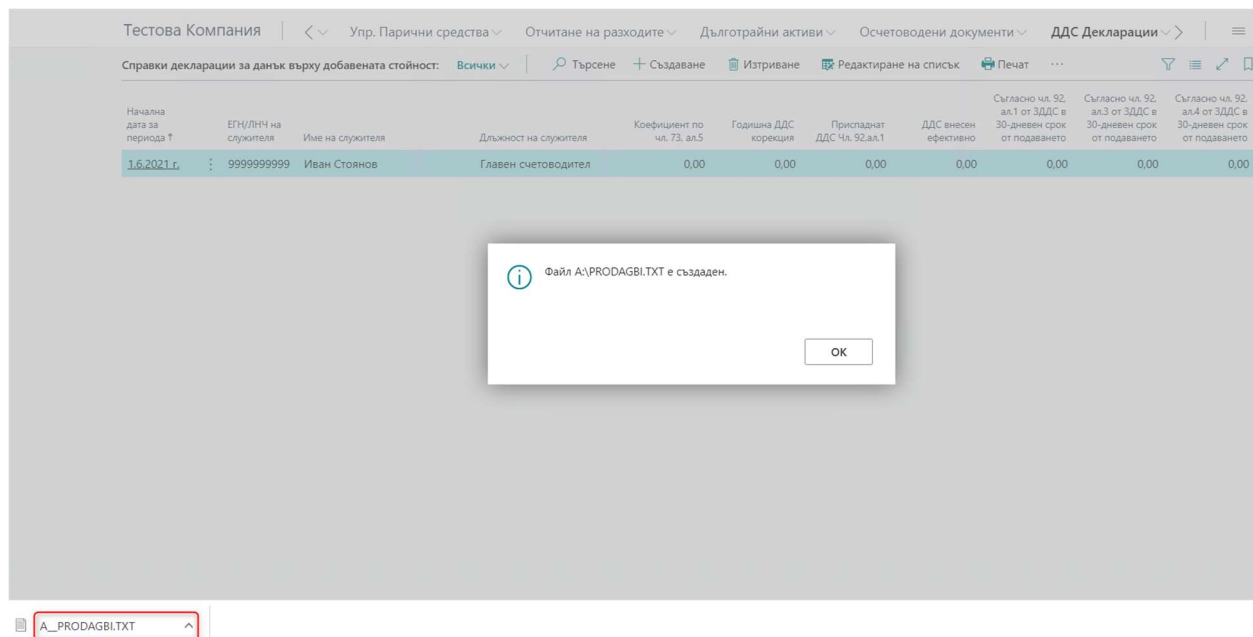 Тестова Компания Упр. Парични средства Отчитане на разходите Дълготрайни активи Осчетоводени документи ДДС Декларации
Справки декларации за данък върху добавената стойност: Всички Търсене Създаване Изтриване Редактиране на списък Печат ...
Начална дата за периода ↑
ЕГН/ЛНЧ на служителя
Име на служителя
Длъжност на служителя
Коефициент по чл. 73, ал.5
Годишна ДДС корекция
Приспаднат ДДС Чл. 92,ал.1
ДДС внесен ефективно
Съгласно чл. 92, ал.1 от ЗДДС в 30-дневен срок от подаването
Съгласно чл. 92, ал.3 от ЗДДС в 30-дневен срок от подаването
Съгласно чл. 92, ал.4 от ЗДДС в 30-дневен срок от подаването
1.6.2021 г. 9999999999 Иван Стоянов Главен счетоводител 0,00 0,00 0,00 0,00 0,00 0,00 0,00
Файл A:\PRODAGBI.TXT е създаден.
OK
A__PRODAGBI.TXT